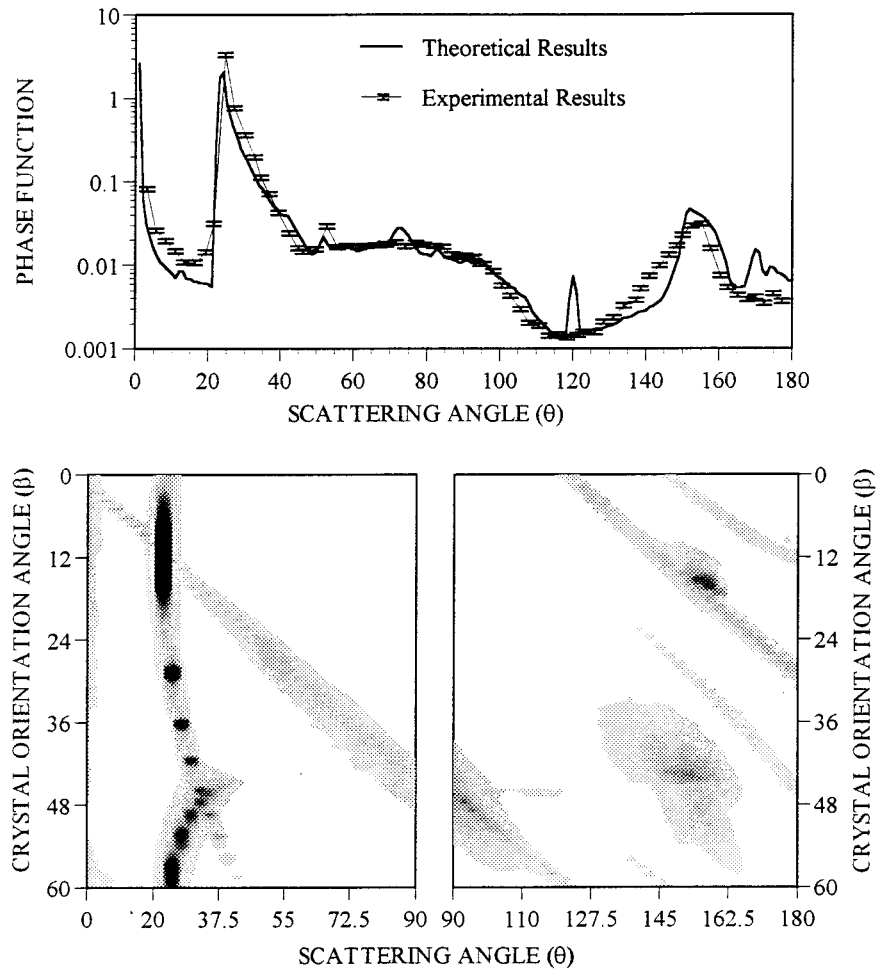 10
1
0.1
0.01
0.001
PHASE FUNCTION
Theoretical Results
Experimental Results
0 20 40 60 80 100 120 140 160 180
SCATTERING ANGLE (θ)
CRYSTAL ORIENTATION ANGLE (β)
0
12
24
36
48
60
0 20 37.5 55 72.5 90
90 110 127.5 145 162.5 180
0
12
24
36
48
60
CRYSTAL ORIENTATION ANGLE (β)
SCATTERING ANGLE (θ)